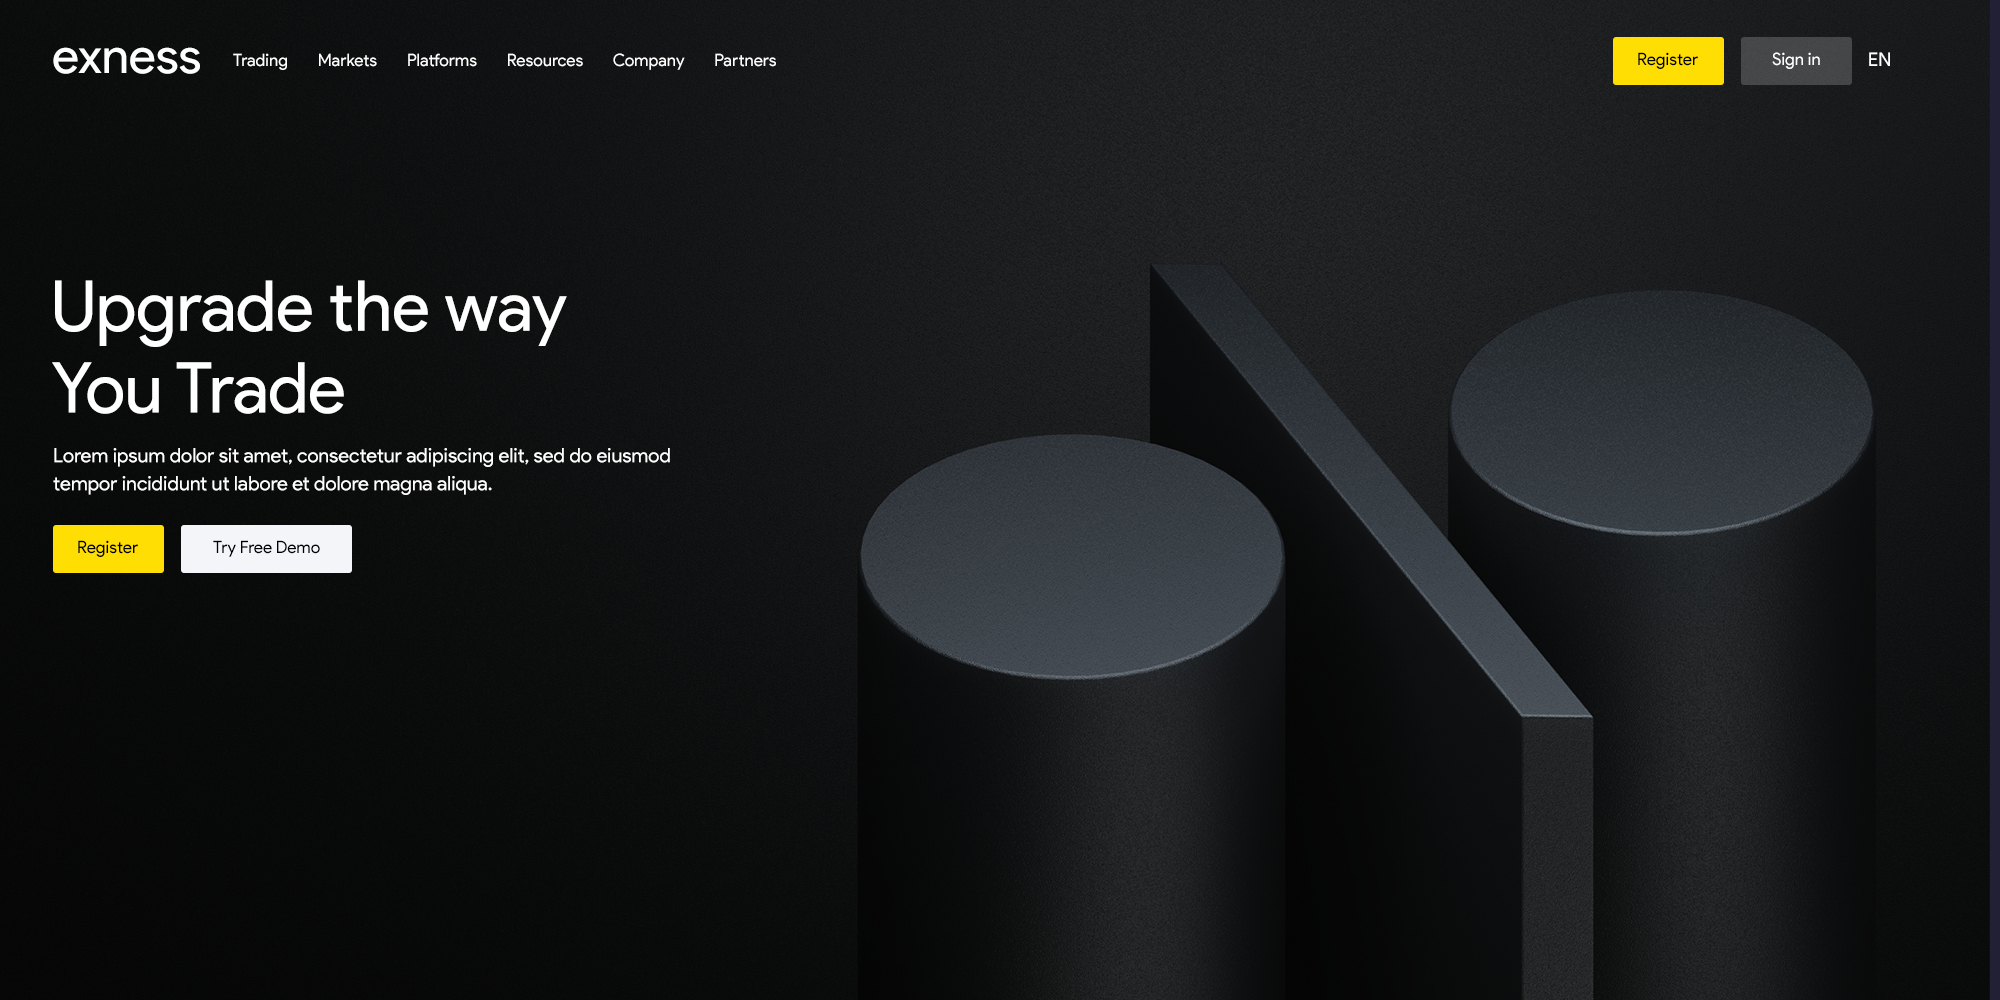 exness Trading Markets Platforms Resources Company Partners Register Sign in EN
Upgrade the way
You Trade
Lorem ipsum dolor sit amet, consectetur adipiscing elit, sed do eiusmod
tempor incididunt ut labore et dolore magna aliqua.
Register Try Free Demo